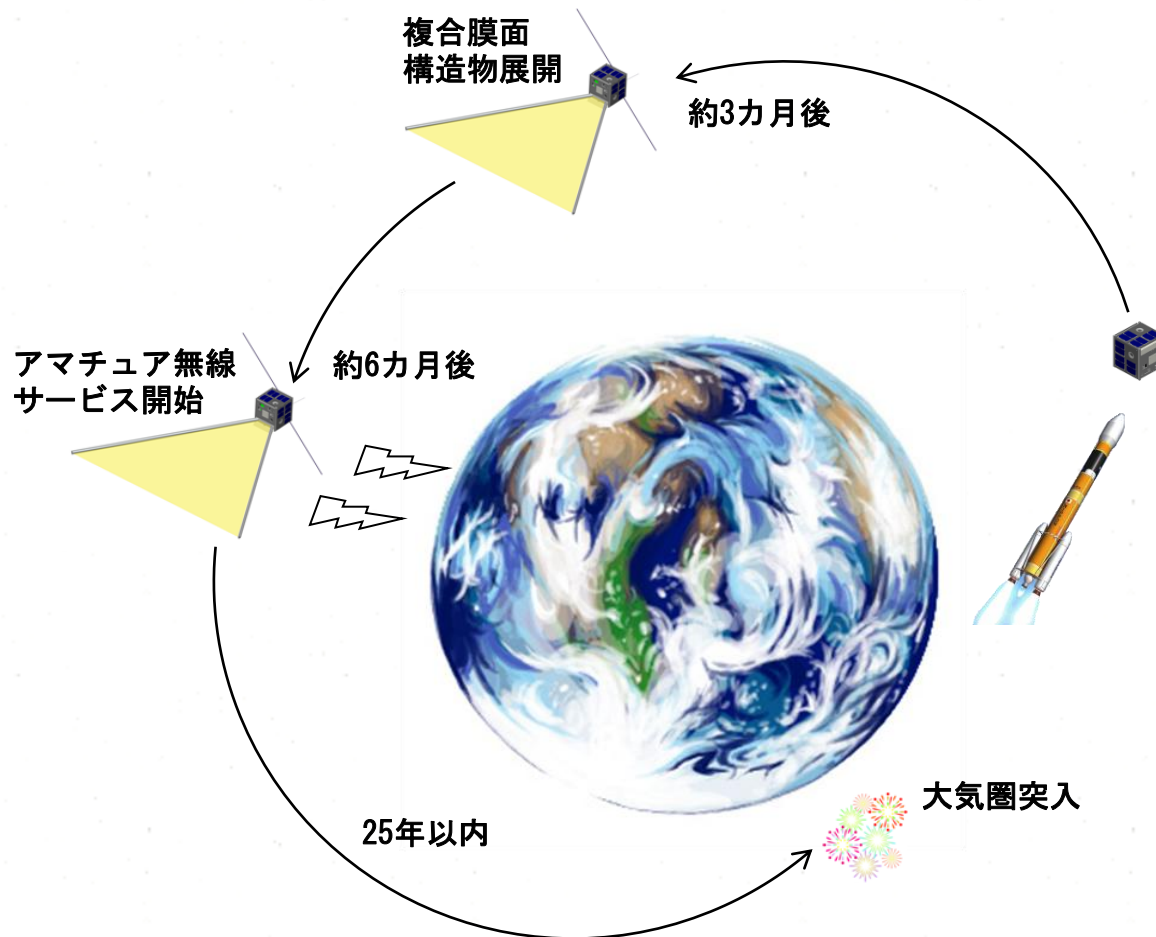 複合膜面
構造物展開
約3カ月後
アマチュア無線
サービス開始
約6カ月後
大気圏突入
25年以内